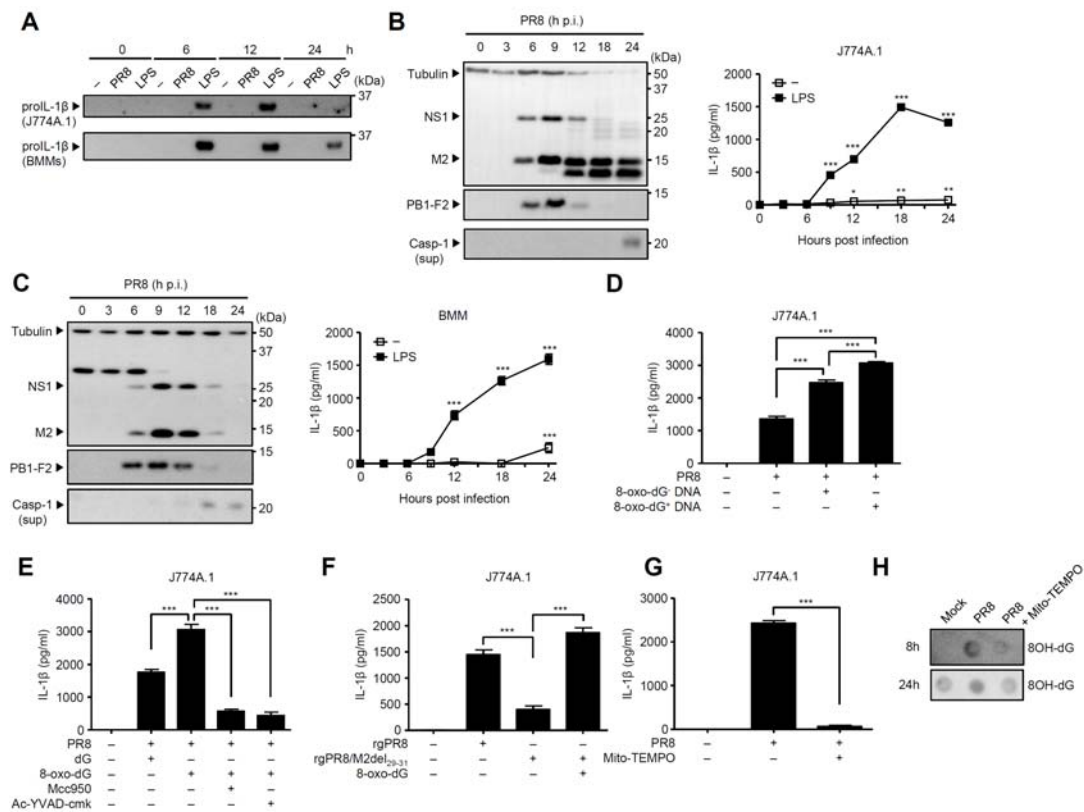 A
0 6 12 24 h
– PR8 LPS – PR8 LPS – PR8 LPS – PR8 LPS (kDa)
37
proIL-1β
(J774A.1)
37
proIL-1β
(BMMs)
B
PR8 (h p.i.)
0 3 6 9 12 18 24
(kDa)
Tubulin 50
37
NS1 25
20
M2 15
15
PB1-F2
Casp-1 20
(sup)
J774A.1
IL-1β (pg/ml)
2000
1500
1000
500
0
– 
LPS
*** *** *** ***
* ** **
0 6 12 18 24
Hours post infection
C
PR8 (h p.i.)
0 3 6 9 12 18 24
(kDa)
Tubulin 50
37
NS1 25
20
M2 15
15
PB1-F2
Casp-1 20
(sup)
BMM
IL-1β (pg/ml)
2000
1500
1000
500
0
–
LPS
*** *** ***
***
0 6 12 18 24
Hours post infection
D
J774A.1
IL-1β (pg/ml)
4000
3000
2000
1000
0
***
*** ***
PR8 – + + +
8-oxo-dG⁻ DNA – – + –
8-oxo-dG⁺ DNA – – – +
E
J774A.1
IL-1β (pg/ml)
4000
3000
2000
1000
0
***
*** ***
PR8 – + + + +
dG – + – – –
8-oxo-dG – – + + +
Mcc950 – – – + –
Ac-YVAD-cmk – – – – +
F
J774A.1
IL-1β (pg/ml)
2500
2000
1500
1000
500
0
*** ***
rgPR8 – + – –
rgPR8/M2del₂₉₋₃₁ – – + +
8-oxo-dG – – – +
G
J774A.1
IL-1β (pg/ml)
3000
2000
1000
0
***
PR8 – + +
Mito-TEMPO – – +
H
Mock PR8 PR8 + Mito-TEMPO
8h 8OH-dG
24h 8OH-dG